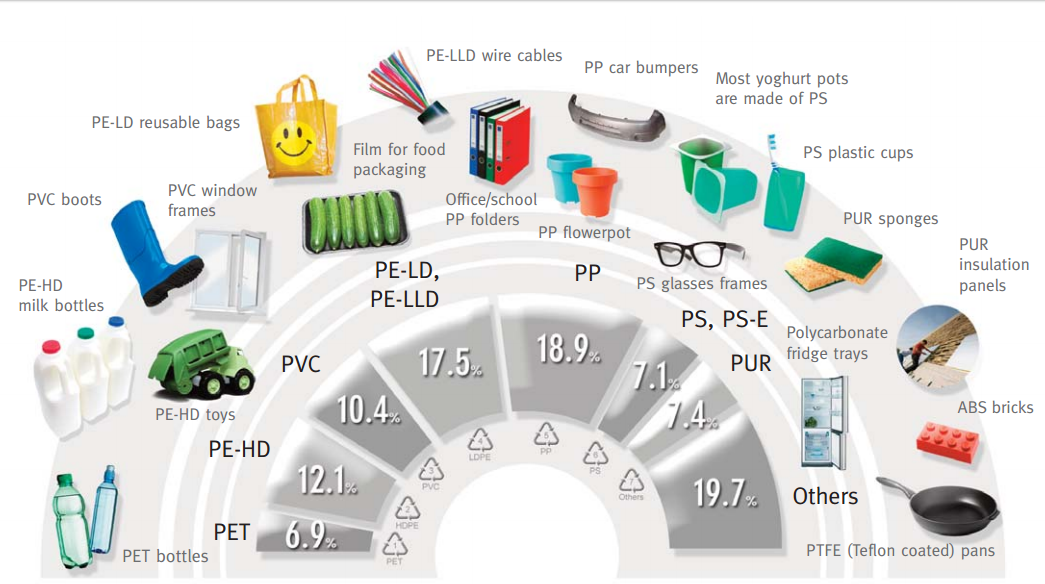 PE-LLD wire cables
PP car bumpers
Most yoghurt pots
are made of PS
PE-LD reusable bags
Film for food
packaging
PS plastic cups
PVC boots
PVC window
frames
Office/school
PP folders
PP flowerpot
PUR sponges
PUR
insulation
panels
PE-HD
milk bottles
PE-LD,
PE-LLD
PP
PS glasses frames
PS, PS-E
Polycarbonate
fridge trays
PVC
PUR
17.5%
18.9%
7.1%
7.4%
10.4%
PE-HD toys
ABS bricks
PE-HD
12.1%
4
LDPE
5
PP
6
PS
3
PVC
7
Others
19.7%
Others
2
HDPE
PET
6.9%
1
PET
PET bottles
PTFE (Teflon coated) pans